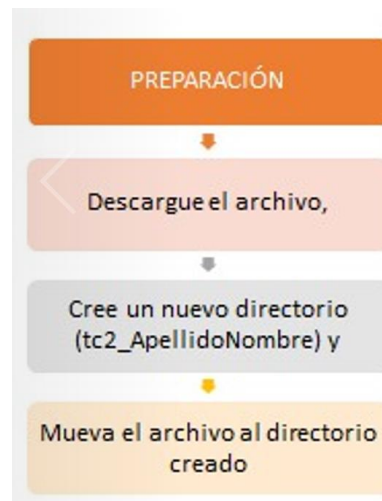 PREPARACIÓN
Descargue el archivo,
Cree un nuevo directorio
(tc2_ApellidoNombre) y
Mueva el archivo al directorio
creado